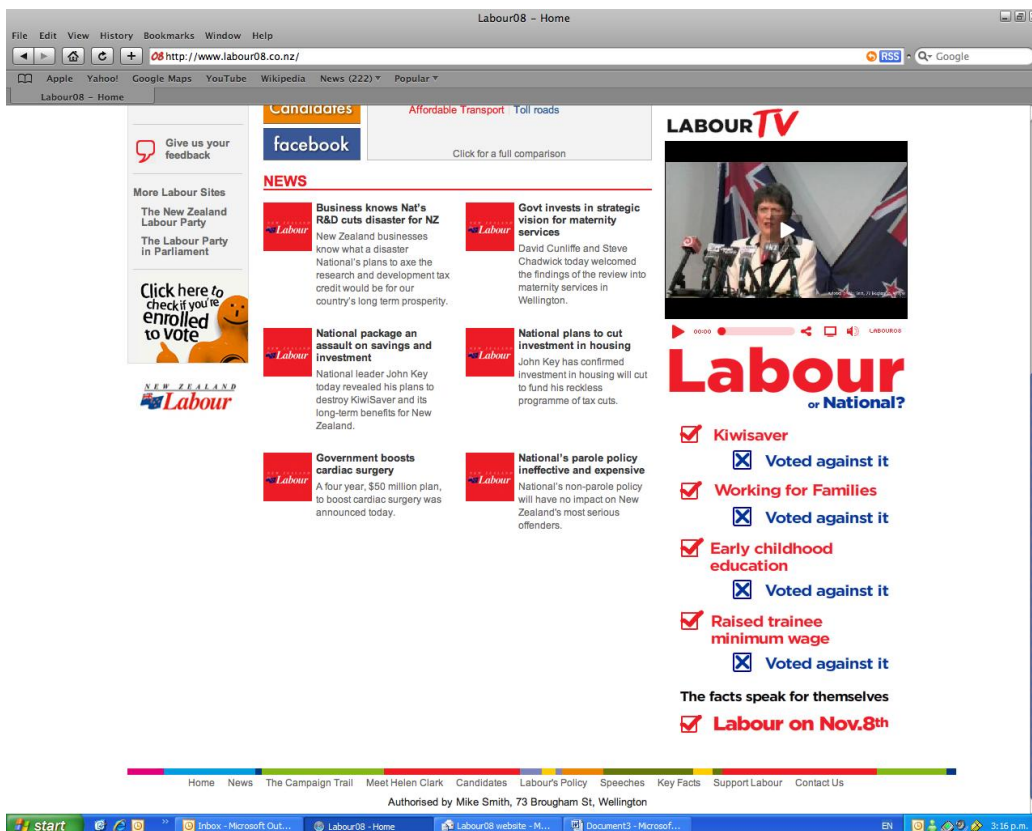 Labour08 - Home
File Edit View History Bookmarks Window Help
08 http://www.labour08.co.nz/
RSS
Google
Apple Yahoo! Google Maps YouTube Wikipedia News (222) Popular
Labour08 - Home
Candidates
facebook
Affordable Transport Toll roads
Click for a full comparison
Give us your
feedback
More Labour Sites
The New Zealand
Labour Party
The Labour Party
in Parliament
Click here to
check if you're
enrolled
to vote
NEW ZEALAND
Labour
NEWS
Labour
Business knows Nat's
R&D cuts disaster for NZ
New Zealand businesses
know what a disaster
National's plans to axe the
research and development tax
credit would be for our
country's long term prosperity.
Labour
Govt invests in strategic
vision for maternity
services
David Cunliffe and Steve
Chadwick today welcomed
the findings of the review into
maternity services in
Wellington.
Labour
National package an
assault on savings and
investment
National leader John Key
today revealed his plans to
destroy KiwiSaver and its
long-term benefits for New
Zealand.
Labour
National plans to cut
investment in housing
John Key has confirmed
investment in housing will cut
to fund his reckless
programme of tax cuts.
Labour
Government boosts
cardiac surgery
A four year, $50 million plan,
to boost cardiac surgery was
announced today.
Labour
National's parole policy
ineffective and expensive
National's non-parole policy
will have no impact on New
Zealand's most serious
offenders.
LABOUR TV
00:00
LABOUR08
Labour
or National?
Kiwisaver
Voted against it
Working for Families
Voted against it
Early childhood
education
Voted against it
Raised trainee
minimum wage
Voted against it
The facts speak for themselves
Labour on Nov.8th
Home News The Campaign Trail Meet Helen Clark Candidates Labour's Policy Speeches Key Facts Support Labour Contact Us
Authorised by Mike Smith, 73 Brougham St, Wellington
start
Inbox - Microsoft Out...
Labour08 - Home
Labour08 website - M...
Document3 - Microsof...
EN
3:16 p.m.